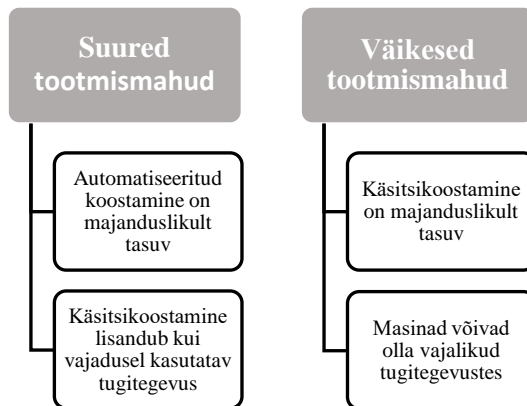 Suured
tootmismahud
Automatiseeritud
koostamine on
majanduslikult
tasuv
Käsitsikoostamine
lisandub kui
vajadusel kasutatav
tugitegevus
Väikesed
tootmismahud
Käsitsikoostamine
on majanduslikult
tasuv
Masinad võivad
olla vajalikud
tugitegevustes